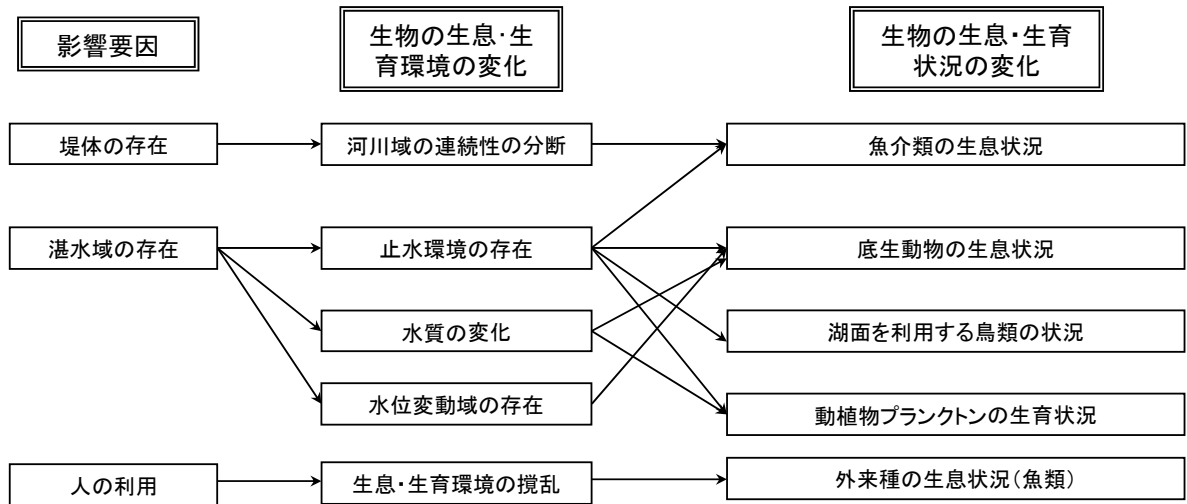 影響要因
生物の生息･生
育環境の変化
生物の生息・生育
状況の変化
堤体の存在
河川域の連続性の分断
魚介類の生息状況
湛水域の存在
止水環境の存在
底生動物の生息状況
水質の変化
湖面を利用する鳥類の状況
水位変動域の存在
動植物プランクトンの生育状況
人の利用
生息・生育環境の撹乱
外来種の生息状況（魚類）